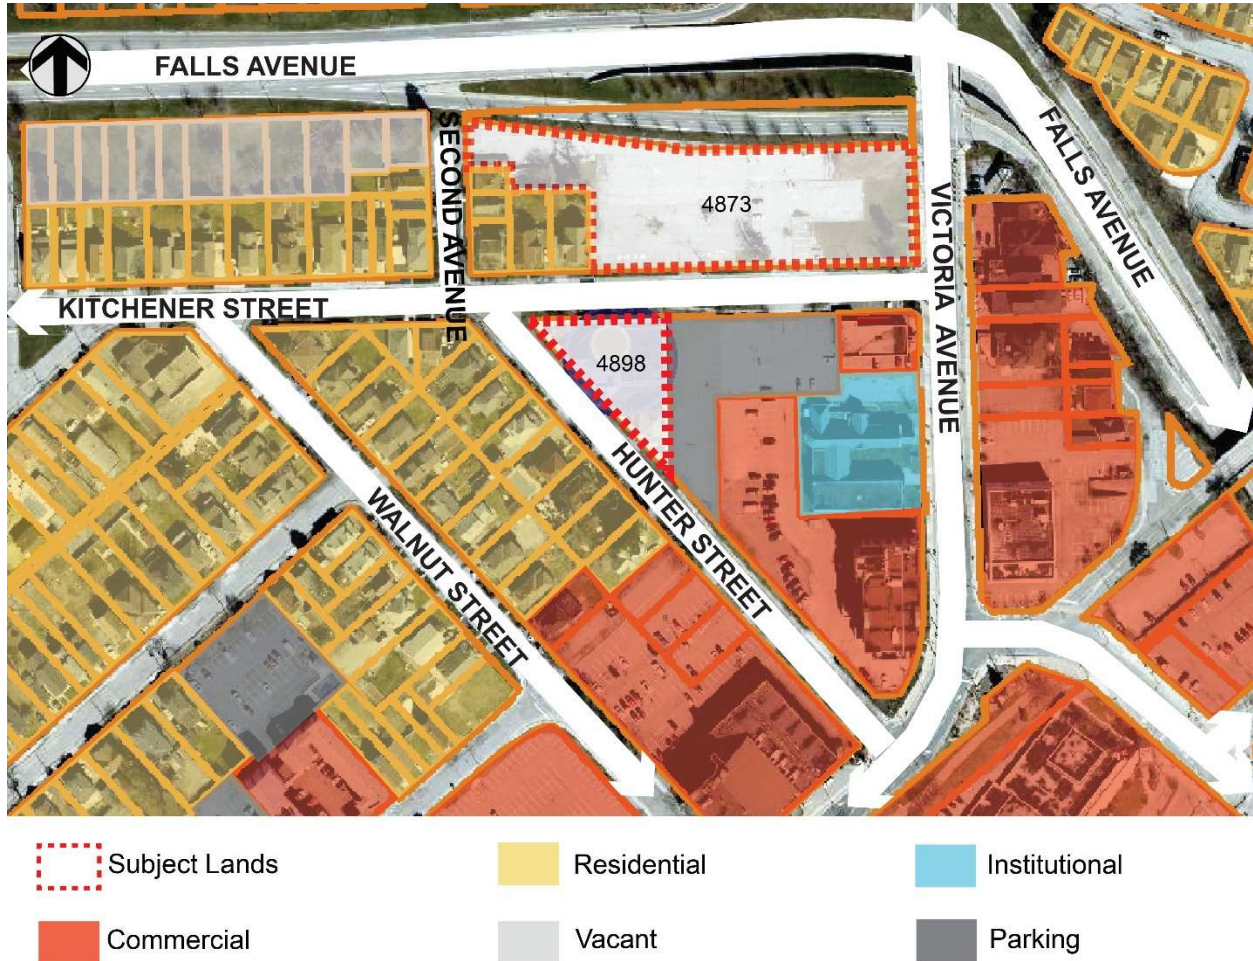 FALLS AVENUE
FALLS AVENUE
SECOND AVENUE
4873
VICTORIA AVENUE
KITCHENER STREET
4898
HUNTER STREET
WALNUT STREET
Subject Lands
Residential
Institutional
Commercial
Vacant
Parking